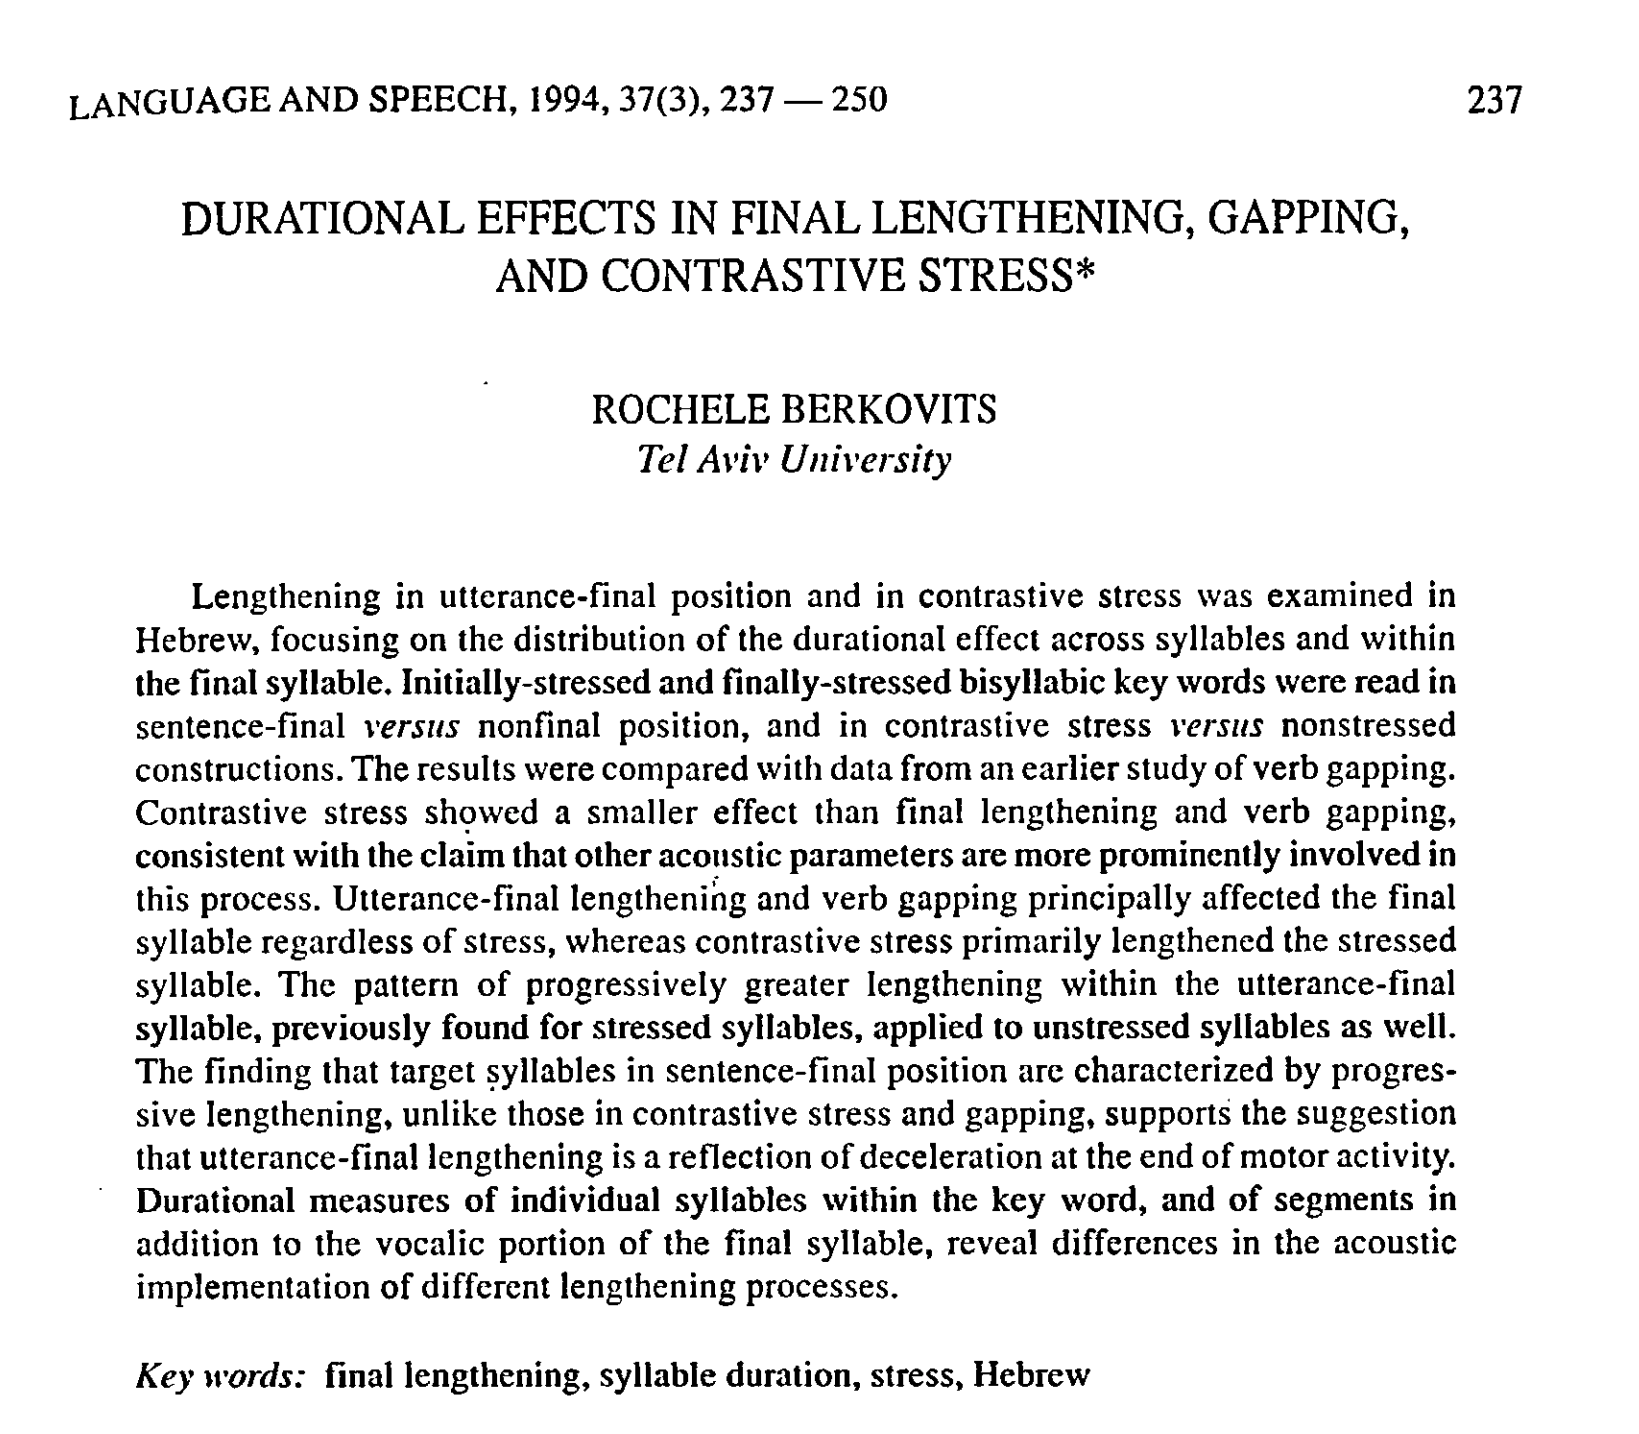 LANGUAGE AND SPEECH, 1994, 37(3), 237 — 250 237
DURATIONAL EFFECTS IN FINAL LENGTHENING, GAPPING,
AND CONTRASTIVE STRESS*
ROCHELE BERKOVITS
Tel Aviv University
Lengthening in utterance-final position and in contrastive stress was examined in
Hebrew, focusing on the distribution of the durational effect across syllables and within
the final syllable. Initially-stressed and finally-stressed bisyllabic key words were read in
sentence-final versus nonfinal position, and in contrastive stress versus nonstressed
constructions. The results were compared with data from an earlier study of verb gapping.
Contrastive stress showed a smaller effect than final lengthening and verb gapping,
consistent with the claim that other acoustic parameters are more prominently involved in
this process. Utterance-final lengthening and verb gapping principally affected the final
syllable regardless of stress, whereas contrastive stress primarily lengthened the stressed
syllable. The pattern of progressively greater lengthening within the utterance-final
syllable, previously found for stressed syllables, applied to unstressed syllables as well.
The finding that target syllables in sentence-final position are characterized by progres-
sive lengthening, unlike those in contrastive stress and gapping, supports the suggestion
that utterance-final lengthening is a reflection of deceleration at the end of motor activity.
Durational measures of individual syllables within the key word, and of segments in
addition to the vocalic portion of the final syllable, reveal differences in the acoustic
implementation of different lengthening processes.
Key words: final lengthening, syllable duration, stress, Hebrew